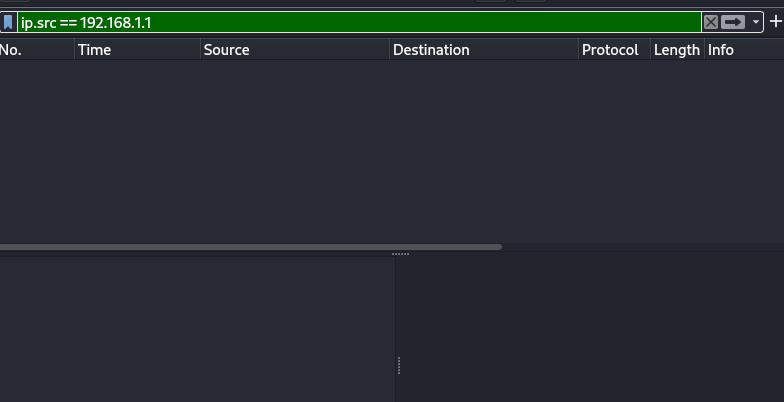 ip.src == 192.168.1.1
No. Time Source Destination Protocol Length Info